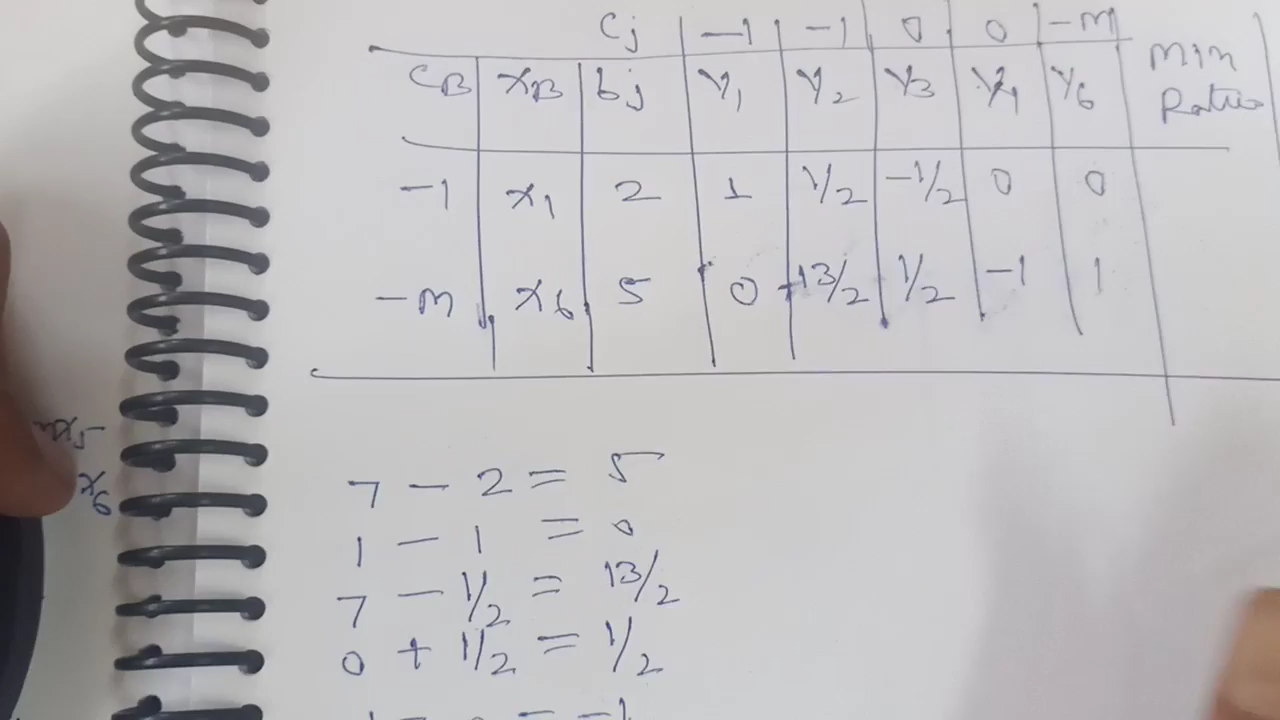 Cj -1 -1 0 0 -M
CB XB bj Y1 Y2 Y3 Y4 Y6 Min Ratio
-1 x1 2 1 1/2 -1/2 0 0
-M x6 5 0 +13/2 1/2 -1 1
7 - 2 = 5
1 - 1 = 0
7 - 1/2 = 13/2
0 + 1/2 = 1/2
= -1
x6